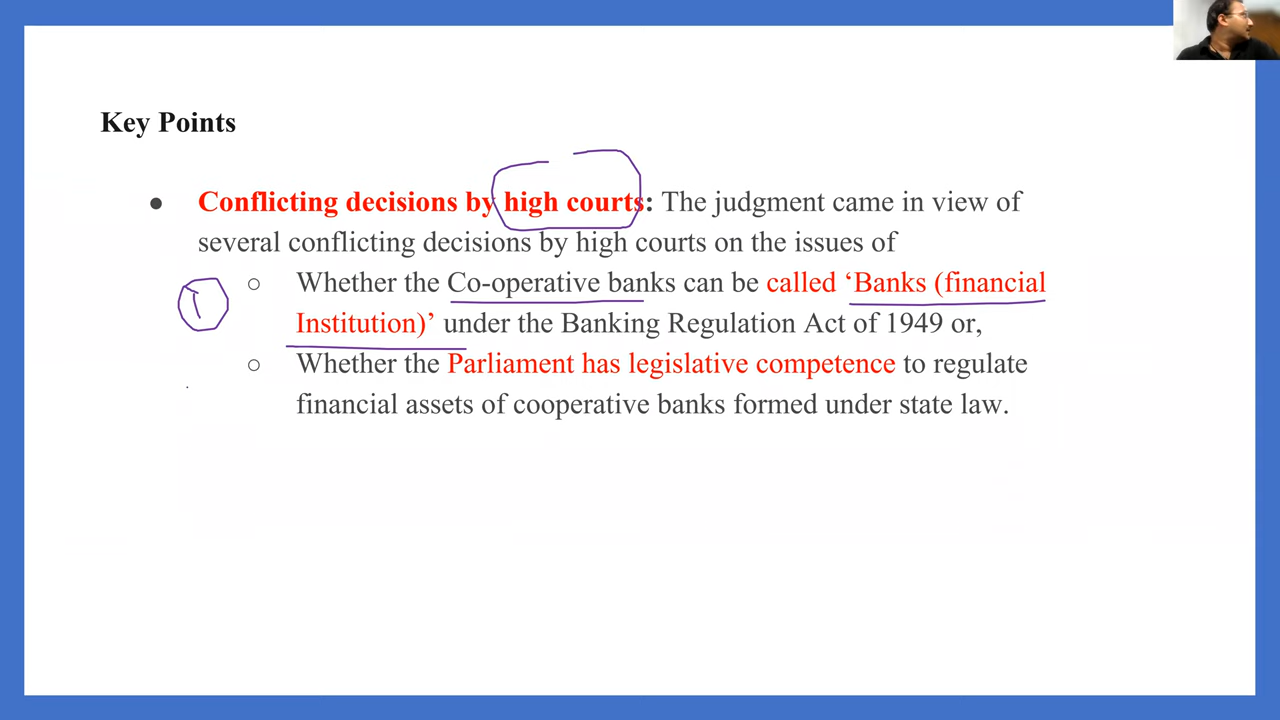 Key Points
● Conflicting decisions by high courts: The judgment came in view of
several conflicting decisions by high courts on the issues of
○ Whether the Co-operative banks can be called ‘Banks (financial
Institution)’ under the Banking Regulation Act of 1949 or,
○ Whether the Parliament has legislative competence to regulate
financial assets of cooperative banks formed under state law.
1